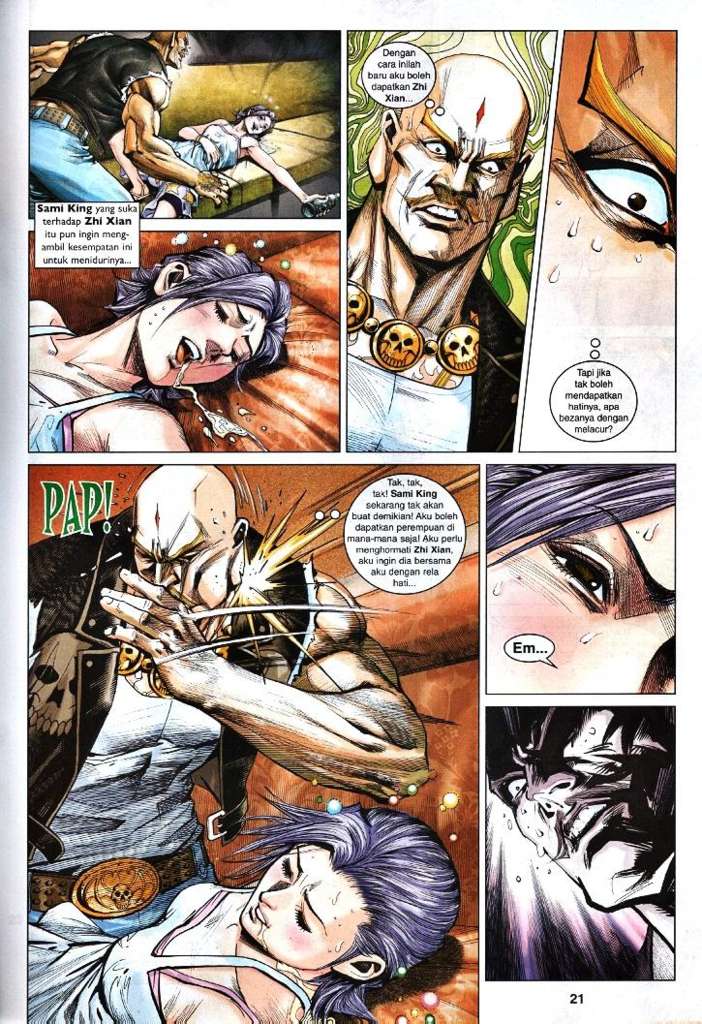 Sami King yang suka
terhadap Zhi Xian
itu pun ingin meng-
ambil kesempatan ini
untuk menidurinya...
Dengan
cara inilah
baru aku boleh
dapatkan Zhi
Xian...
Tapi jika
tak boleh
mendapatkan
hatinya, apa
bezanya dengan
melacur?
PAP!
Tak, tak,
tak! Sami King
sekarang tak akan
buat demikian! Aku boleh
dapatkan perempuan di
mana-mana saja! Aku perlu
menghormati Zhi Xian,
aku ingin dia bersama
aku dengan rela
hati...
Em...
21